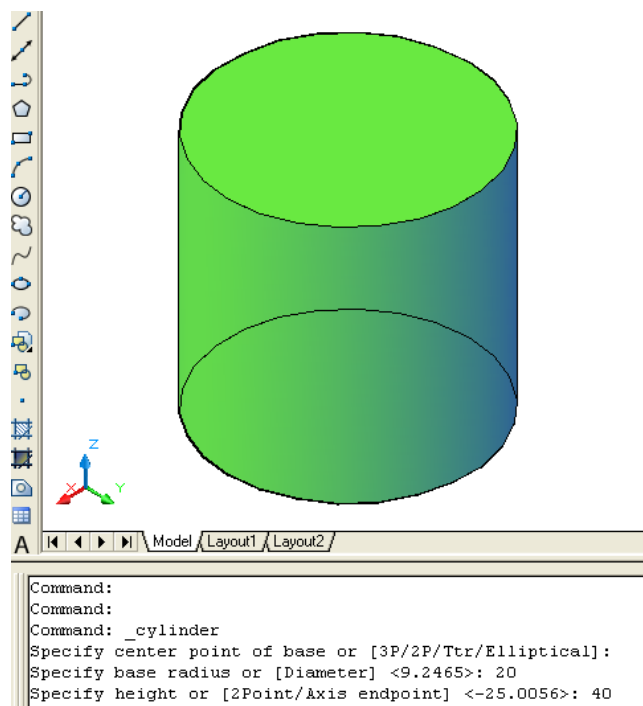 Z
X
Y
A
Model
Layout1
Layout2
Command:
Command:
Command: _cylinder
Specify center point of base or [3P/2P/Ttr/Elliptical]:
Specify base radius or [Diameter] <9.2465>: 20
Specify height or [2Point/Axis endpoint] <-25.0056>: 40